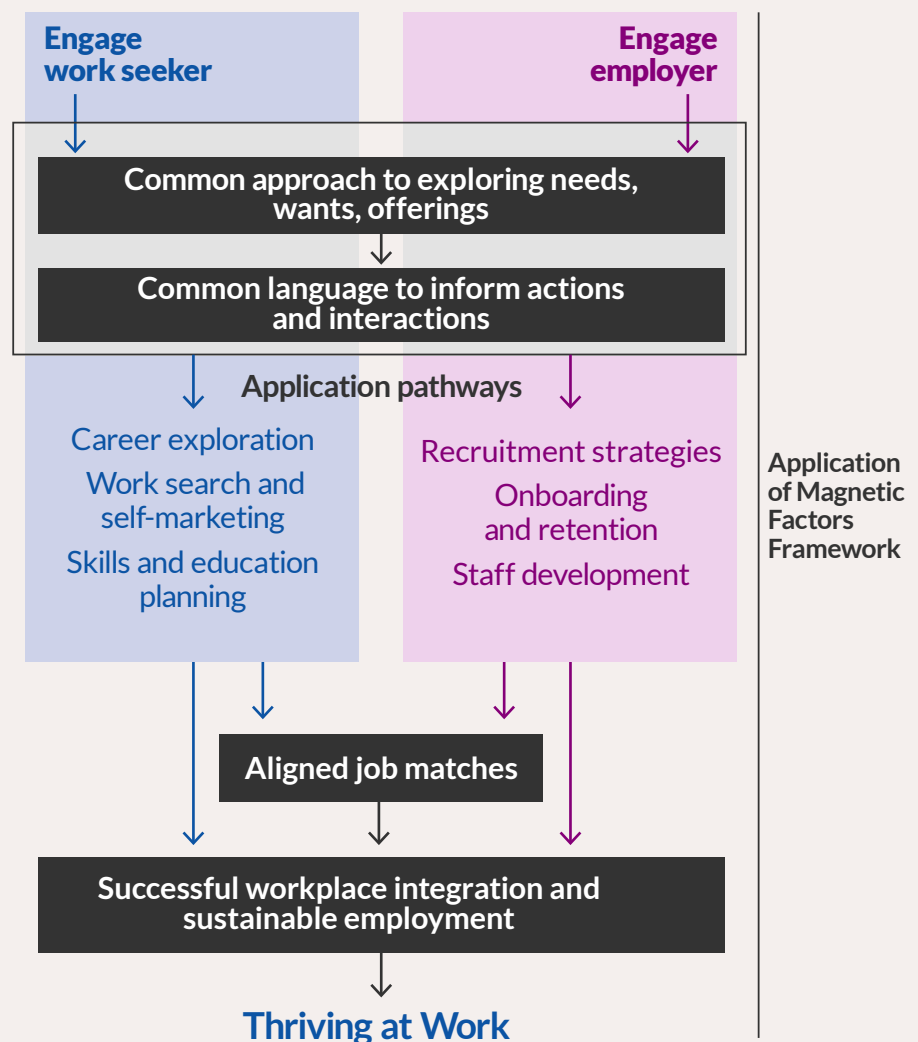 Engage
work seeker
Engage
employer
Common approach to exploring needs,
wants, offerings
Common language to inform actions
and interactions
Application pathways
Career exploration
Work search and
self-marketing
Skills and education
planning
Recruitment strategies
Onboarding
and retention
Staff development
Application
of Magnetic
Factors
Framework
Aligned job matches
Successful workplace integration and
sustainable employment
Thriving at Work